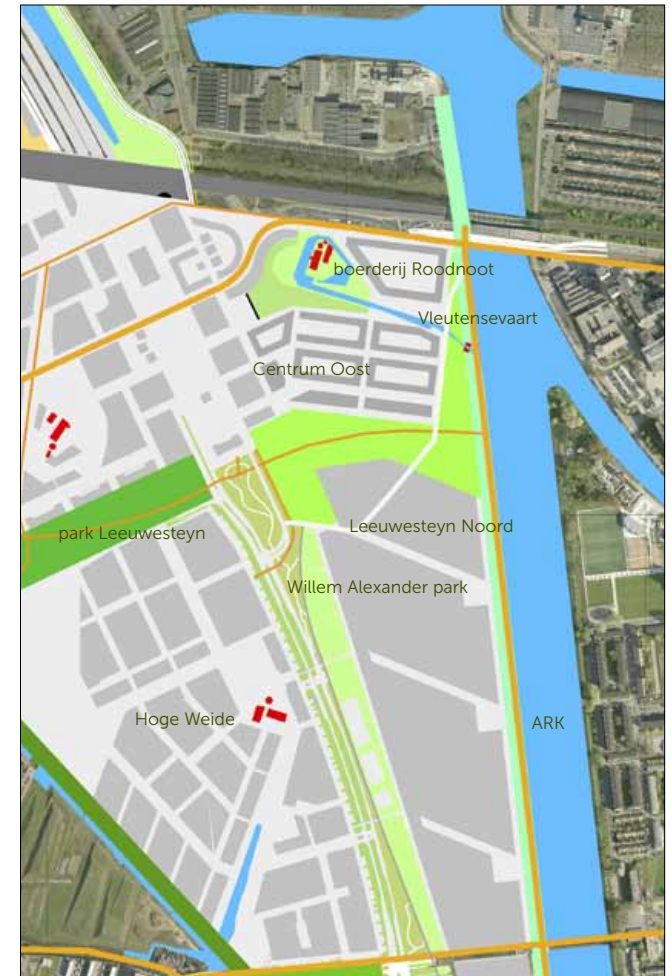 boerderij Roodnoot
Vleutensevaart
Centrum Oost
Leeuwesteyn Noord
park Leeuwesteyn
Willem Alexander park
Hoge Weide
ARK